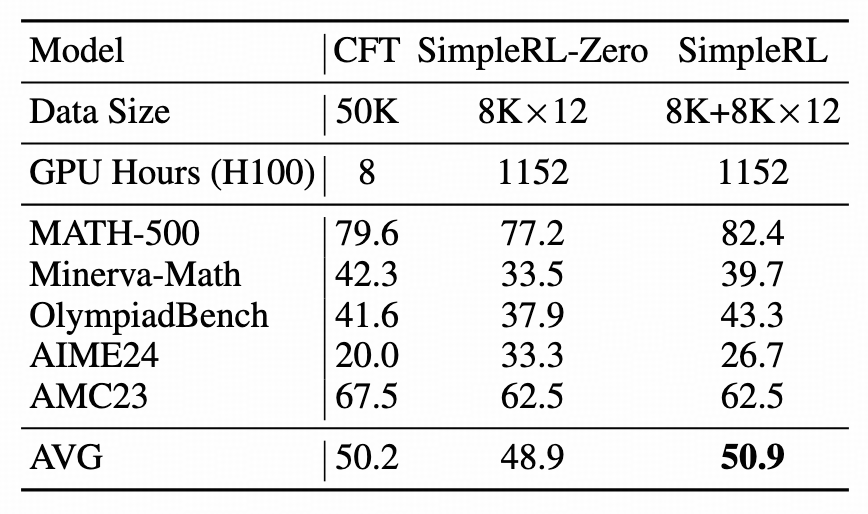 Model CFT SimpleRL-Zero SimpleRL
Data Size 50K 8K×12 8K+8K×12
GPU Hours (H100) 8 1152 1152
MATH-500 79.6 77.2 82.4
Minerva-Math 42.3 33.5 39.7
OlympiadBench 41.6 37.9 43.3
AIME24 20.0 33.3 26.7
AMC23 67.5 62.5 62.5
AVG 50.2 48.9 50.9